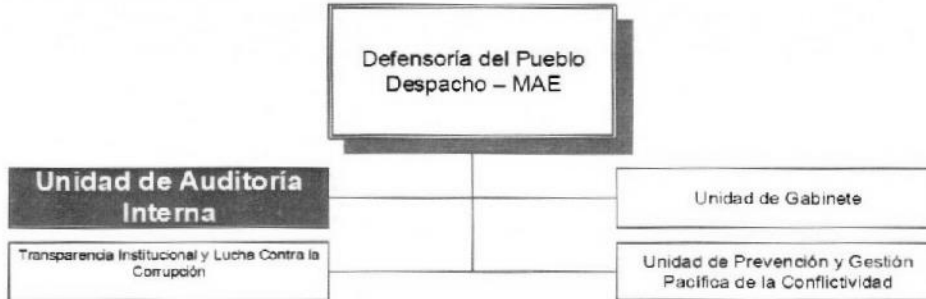 Defensoría del Pueblo
Despacho – MAE
Unidad de Auditoría
Interna
Unidad de Gabinete
Transparencia Institucional y Lucha Contra la
Corrupción
Unidad de Prevención y Gestión
Pacífica de la Conflictividad